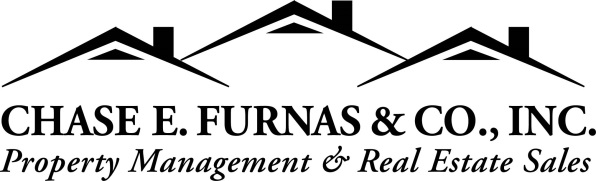 CHASE E. FURNAS & CO., INC.
Property Management & Real Estate Sales